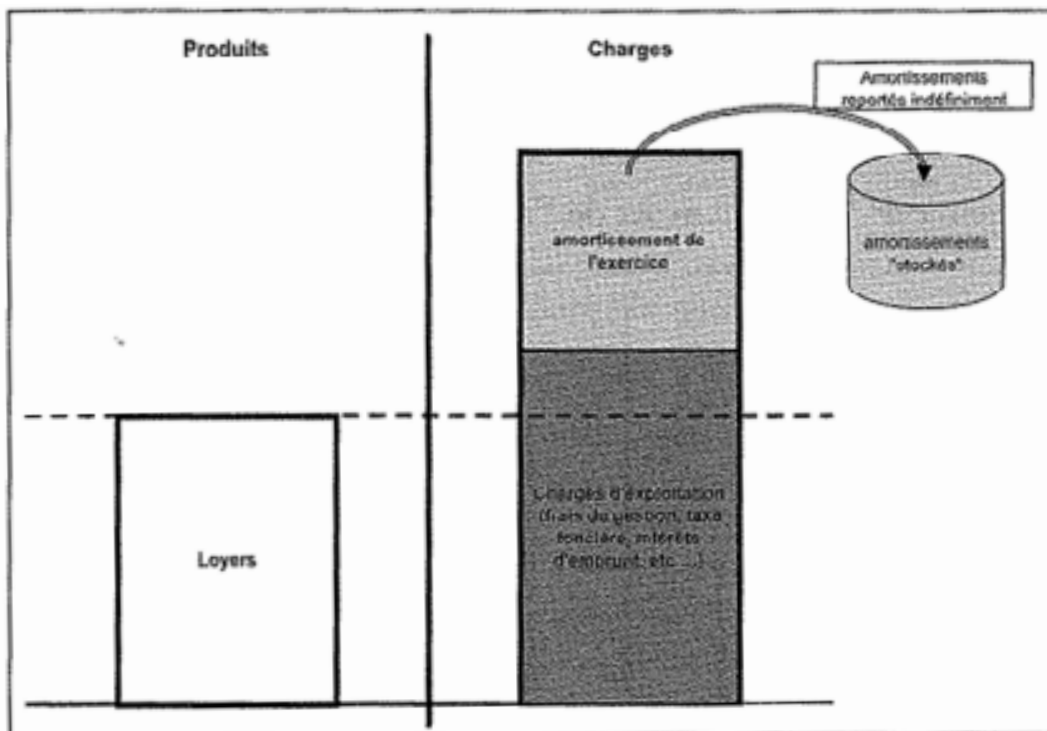 Produits
Charges
Amortissements
reportés indéfiniment
amortissement de
l'exercice
amortissements
"stockés"
Charges d'exploitation
(frais de gestion, taxe
foncière, intérêts
d'emprunt, etc ...)
Loyers